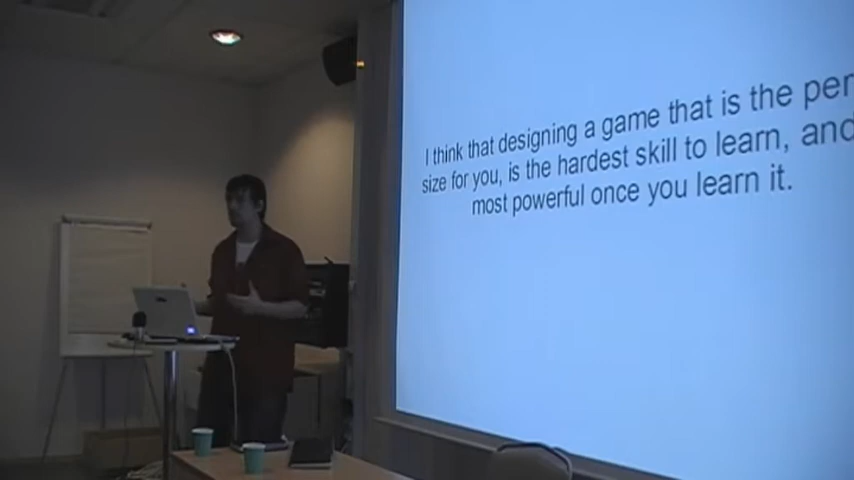 I think that designing a game that is the
size for you, is the hardest skill to learn, and
most powerful once you learn it.